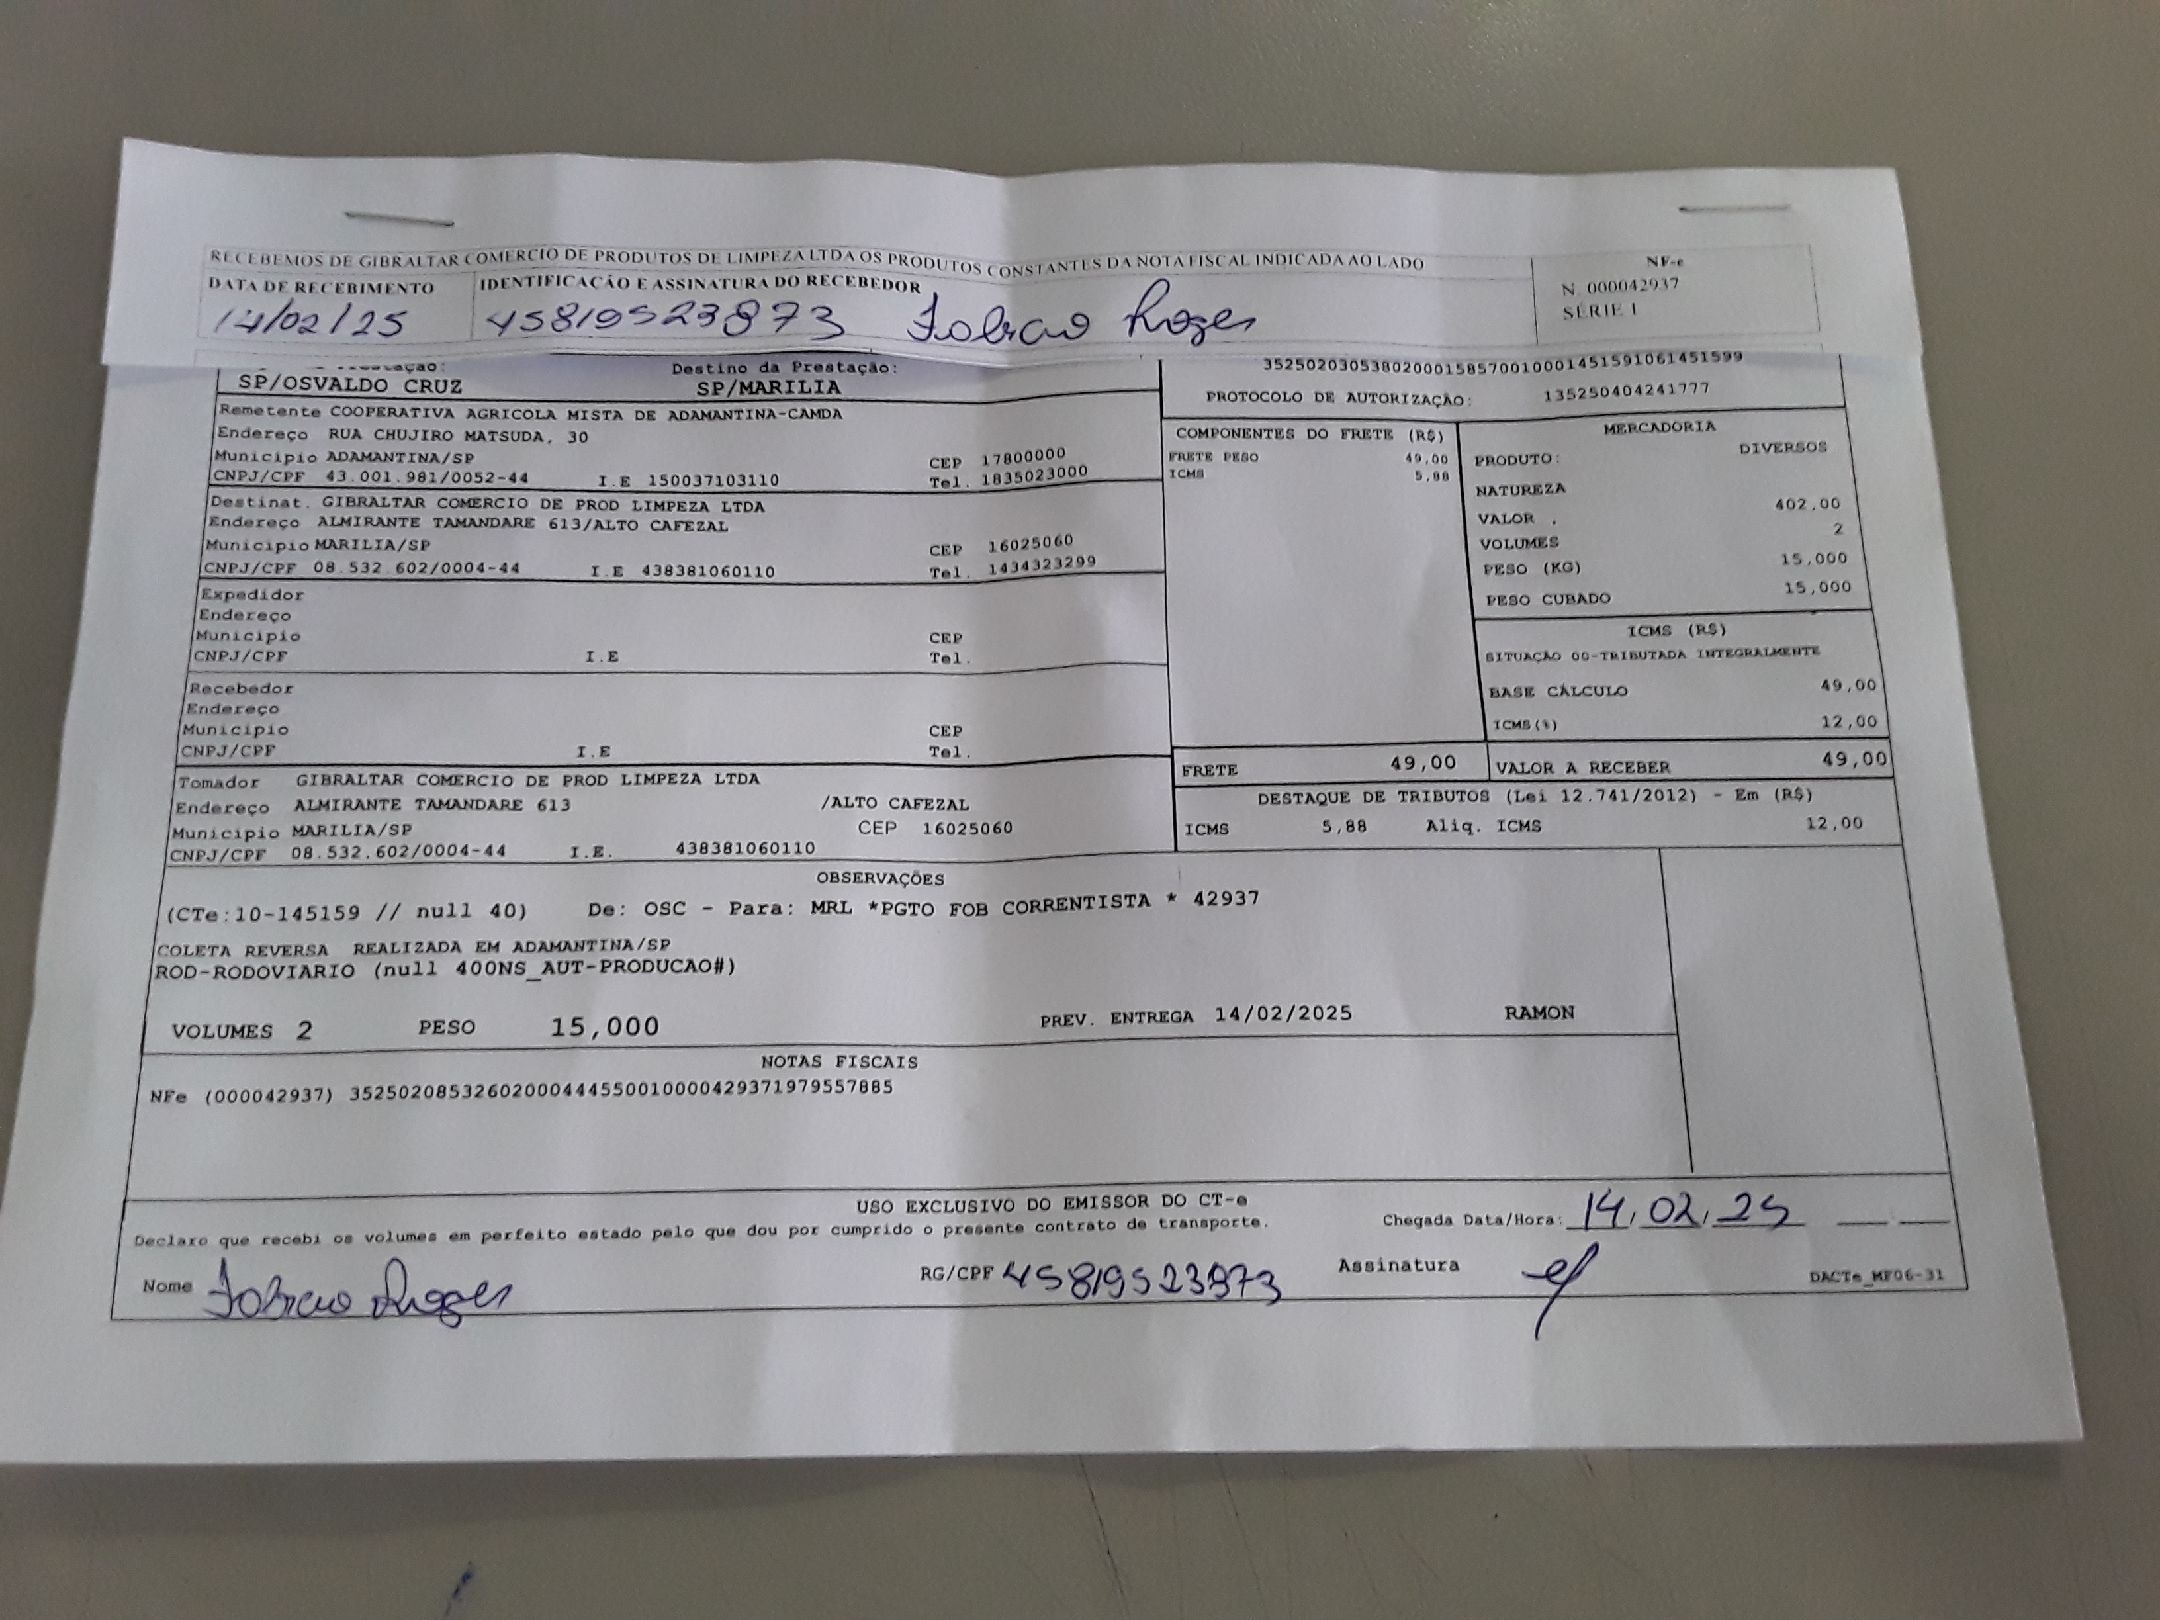 RECEBEMOS DE GIBRALTAR COMERCIO DE PRODUTOS DE LIMPEZA LTDA OS PRODUTOS CONSTANTES DA NOTA FISCAL INDICADA AO LADO
NF-e
DATA DE RECEBIMENTO IDENTIFICAÇÃO E ASSINATURA DO RECEBEDOR
N. 000042937
14/02/25 45819523873
SÉRIE 1
Destino da Prestação:
SP/OSVALDO CRUZ SP/MARILIA
35250203053802000158570010001451591061451599
PROTOCOLO DE AUTORIZAÇÃO: 135250404241777
Remetente COOPERATIVA AGRICOLA MISTA DE ADAMANTINA-CAMDA
Endereço RUA CHUJIRO MATSUDA, 30
Municipio ADAMANTINA/SP CEP 17800000
CNPJ/CPF 43.001.981/0052-44 I.E 150037103110 Tel. 1835023000
Destinat. GIBRALTAR COMERCIO DE PROD LIMPEZA LTDA
Endereço ALMIRANTE TAMANDARE 613/ALTO CAFEZAL
Municipio MARILIA/SP CEP 16025060
CNPJ/CPF 08.532.602/0004-44 I.E 438381060110 Tel. 1434323299
Expedidor
Endereço
Municipio CEP
CNPJ/CPF I.E Tel.
Recebedor
Endereço
Municipio CEP
CNPJ/CPF I.E Tel.
Tomador GIBRALTAR COMERCIO DE PROD LIMPEZA LTDA
Endereço ALMIRANTE TAMANDARE 613 /ALTO CAFEZAL
Municipio MARILIA/SP CEP 16025060
CNPJ/CPF 08.532.602/0004-44 I.E. 438381060110
COMPONENTES DO FRETE (R$)
FRETE PESO 49,00
ICMS 5,88
MERCADORIA
PRODUTO: DIVERSOS
NATUREZA
VALOR . 402,00
VOLUMES 2
PESO (KG) 15,000
PESO CUBADO 15,000
ICMS (R$)
SITUAÇÃO 00-TRIBUTADA INTEGRALMENTE
BASE CÁLCULO 49,00
ICMS(%) 12,00
FRETE 49,00 VALOR A RECEBER 49,00
DESTAQUE DE TRIBUTOS (Lei 12.741/2012) - Em (R$)
ICMS 5,88 Aliq. ICMS 12,00
OBSERVAÇÕES
(CTe:10-145159 // null 40) De: OSC - Para: MRL *PGTO FOB CORRENTISTA * 42937
COLETA REVERSA REALIZADA EM ADAMANTINA/SP
ROD-RODOVIARIO (null 400NS_AUT-PRODUCAO#)
VOLUMES 2 PESO 15,000 PREV. ENTREGA 14/02/2025 RAMON
NOTAS FISCAIS
NFe (000042937) 35250208532602000444550010000429371979557885
USO EXCLUSIVO DO EMISSOR DO CT-e
Declaro que recebi os volumes em perfeito estado pelo que dou por cumprido o presente contrato de transporte.
Chegada Data/Hora: 14/02/25
Nome RG/CPF 45819523873 Assinatura
DACTe_MF06-31